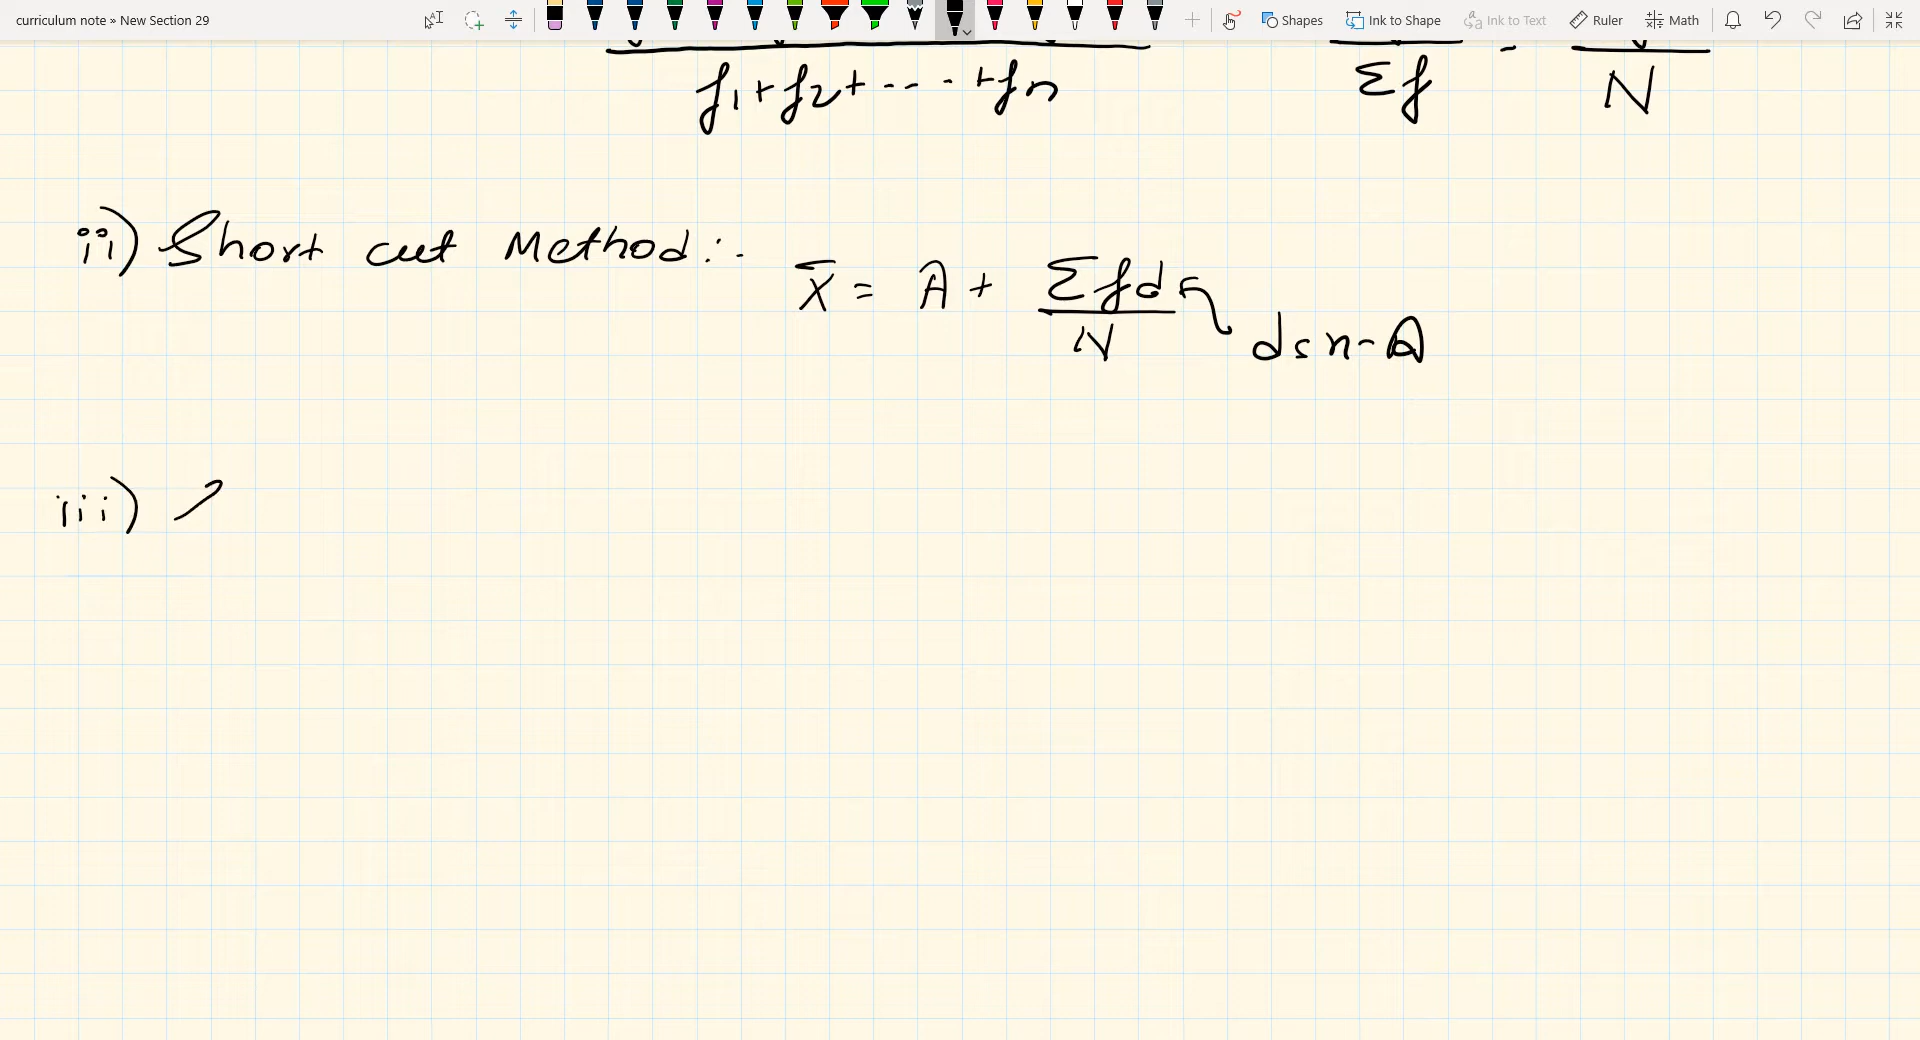 curriculum note » New Section 29
Shapes Ink to Shape Ink to Text Ruler Math
f1+f2+----+fn Σf = N
ii) Short cut Method:-
X̄ = A + Σfd
N
d = x - A
iii)